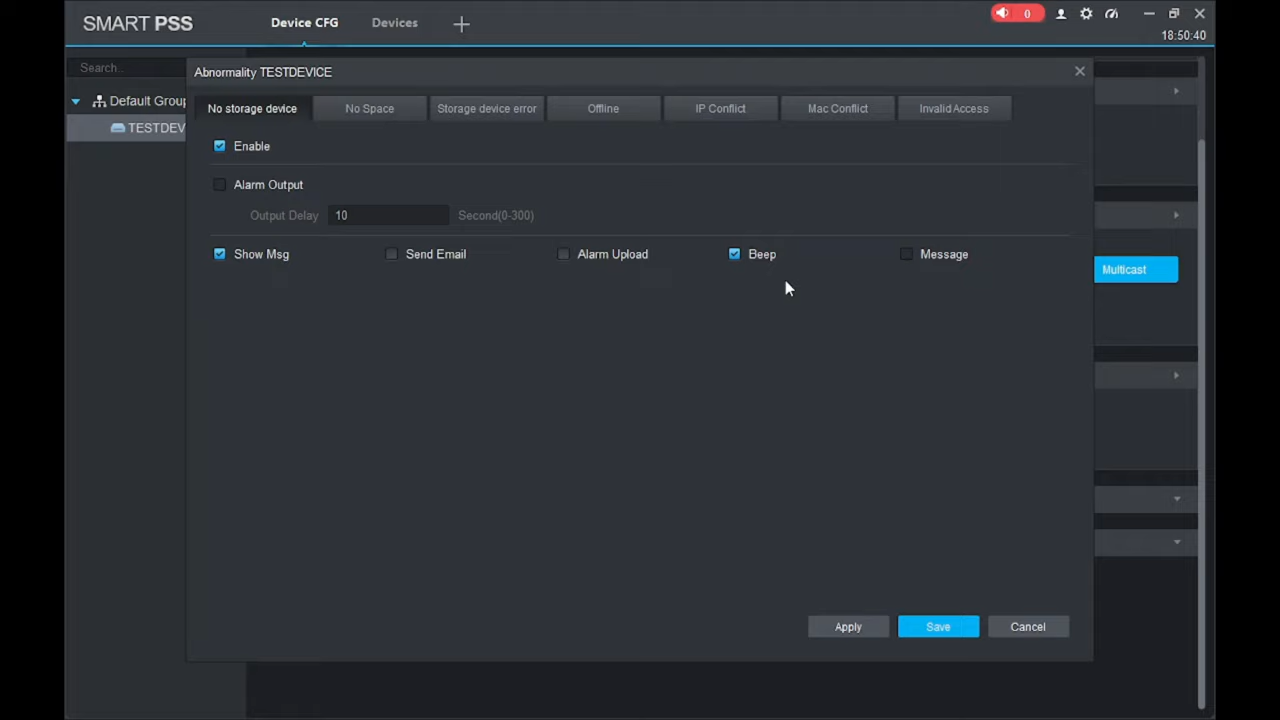 SMART PSS
Device CFG
Devices
0
18:50:40
Search..
Default Group
TESTDEV
Abnormality TESTDEVICE
No storage device
No Space
Storage device error
Offline
IP Conflict
Mac Conflict
Invalid Access
Enable
Alarm Output
Output Delay 10 Second(0-300)
Show Msg
Send Email
Alarm Upload
Beep
Message
Multicast
Apply
Save
Cancel